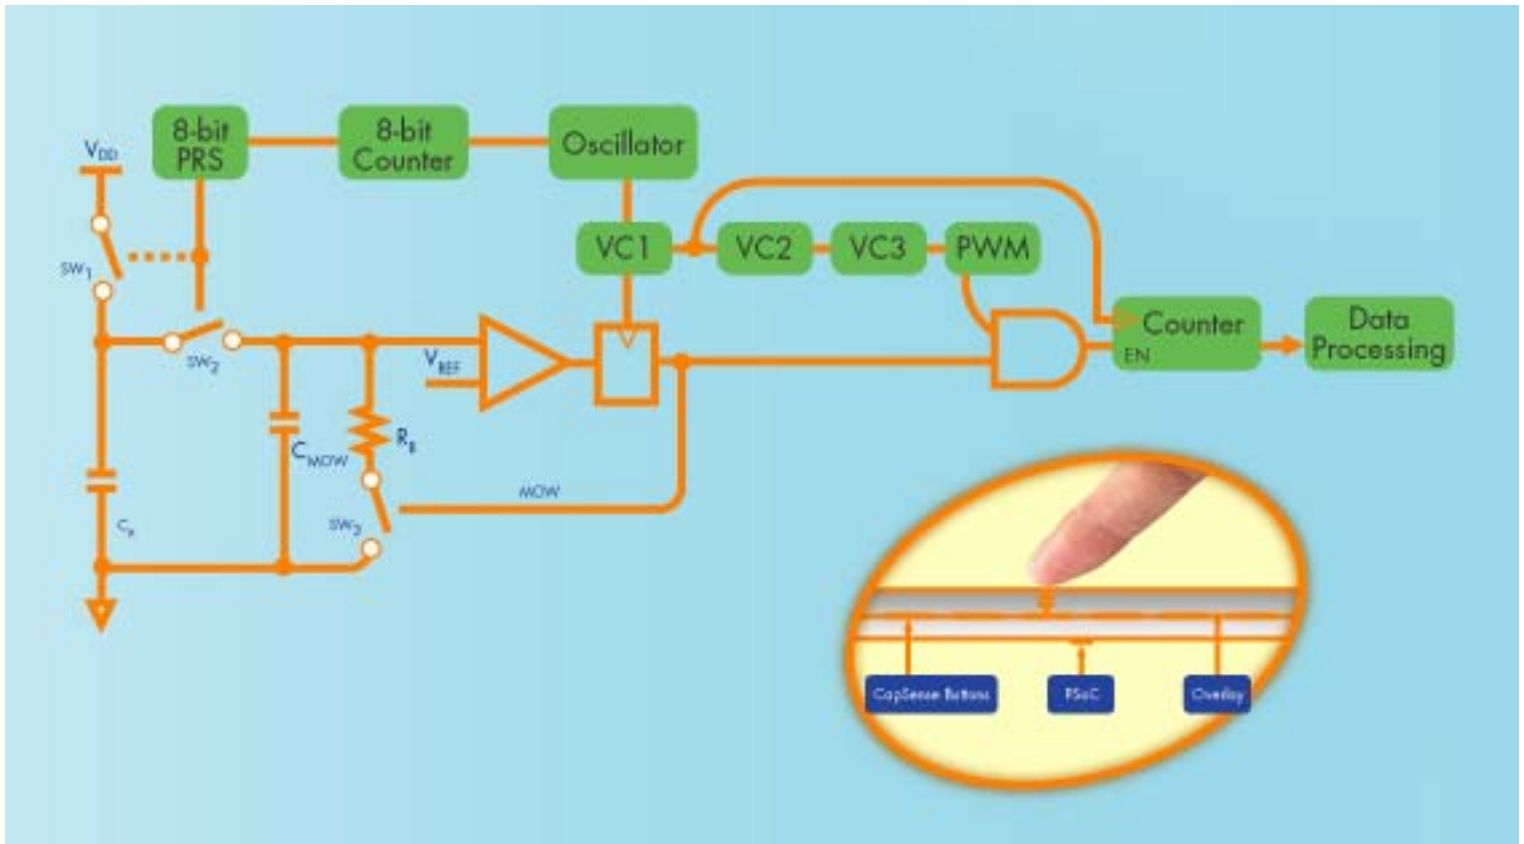 8-bit
PRS
8-bit
Counter
Oscillator
VDD
VC1
VC2
VC3
PWM
SW1
SW2
VREF
Counter
EN
Data
Processing
RB
CMOW
MOW
SW3
CP
CapSense Buttons
PSoC
Overlay